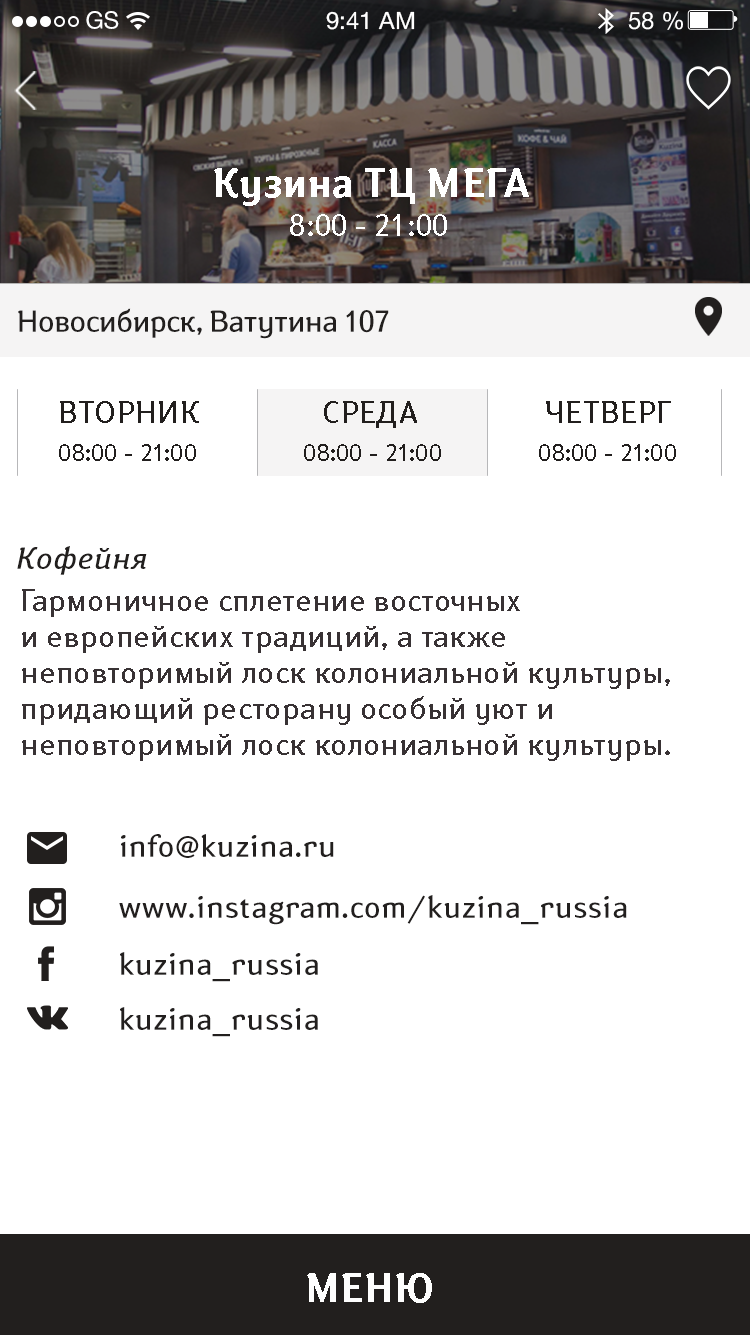 GS 9:41 AM 58 %
СВЕЖАЯ ВЫПЕЧКА ТОРТЫ & ПИРОЖНЫЕ КАССА КОФЕ & ЧАЙ
Кузина ТЦ МЕГА
8:00 - 21:00
Новосибирск, Ватутина 107
ВТОРНИК СРЕДА ЧЕТВЕРГ
08:00 - 21:00 08:00 - 21:00 08:00 - 21:00
Кофейня
Гармоничное сплетение восточных
и европейских традиций, а также
неповторимый лоск колониальной культуры,
придающий ресторану особый уют и
неповторимый лоск колониальной культуры.
info@kuzina.ru
www.instagram.com/kuzina_russia
kuzina_russia
kuzina_russia
МЕНЮ